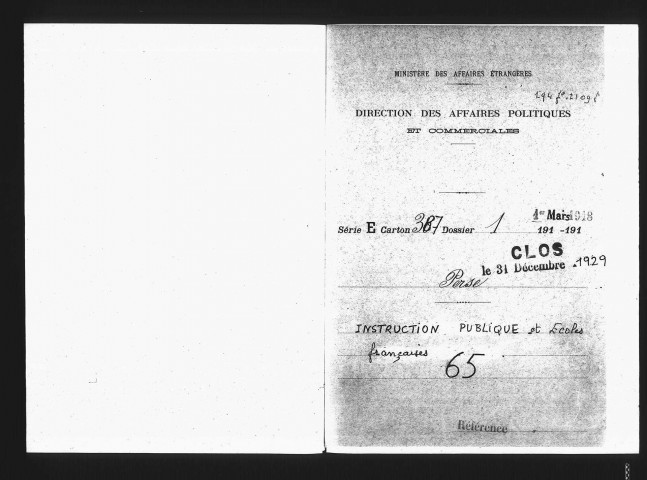 MINISTÈRE DES AFFAIRES ÉTRANGÈRES
DIRECTION DES AFFAIRES POLITIQUES
ET COMMERCIALES
1er Mars 1918
Série E Carton 387 Dossier 1 191 -191
CLOS
le 31 Décembre 1929
Perse
INSTRUCTION PUBLIQUE et Ecoles
françaises
65
Référence